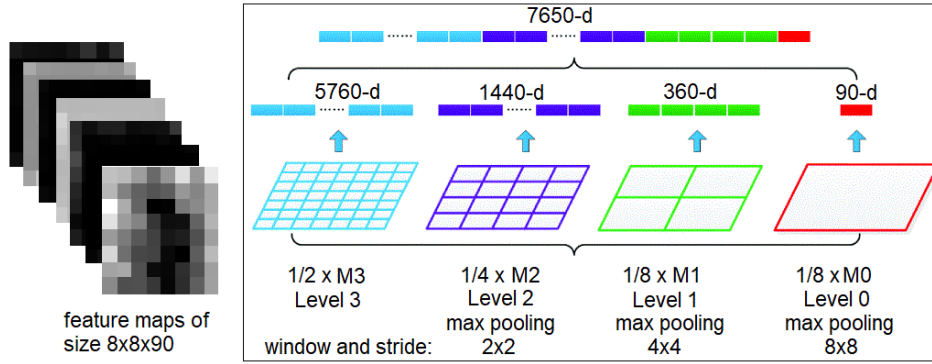 7650-d
5760-d
1440-d
360-d
90-d
1/2 x M3
Level 3
1/4 x M2
Level 2
max pooling
1/8 x M1
Level 1
max pooling
1/8 x M0
Level 0
max pooling
window and stride:
2x2
4x4
8x8
feature maps of
size 8x8x90